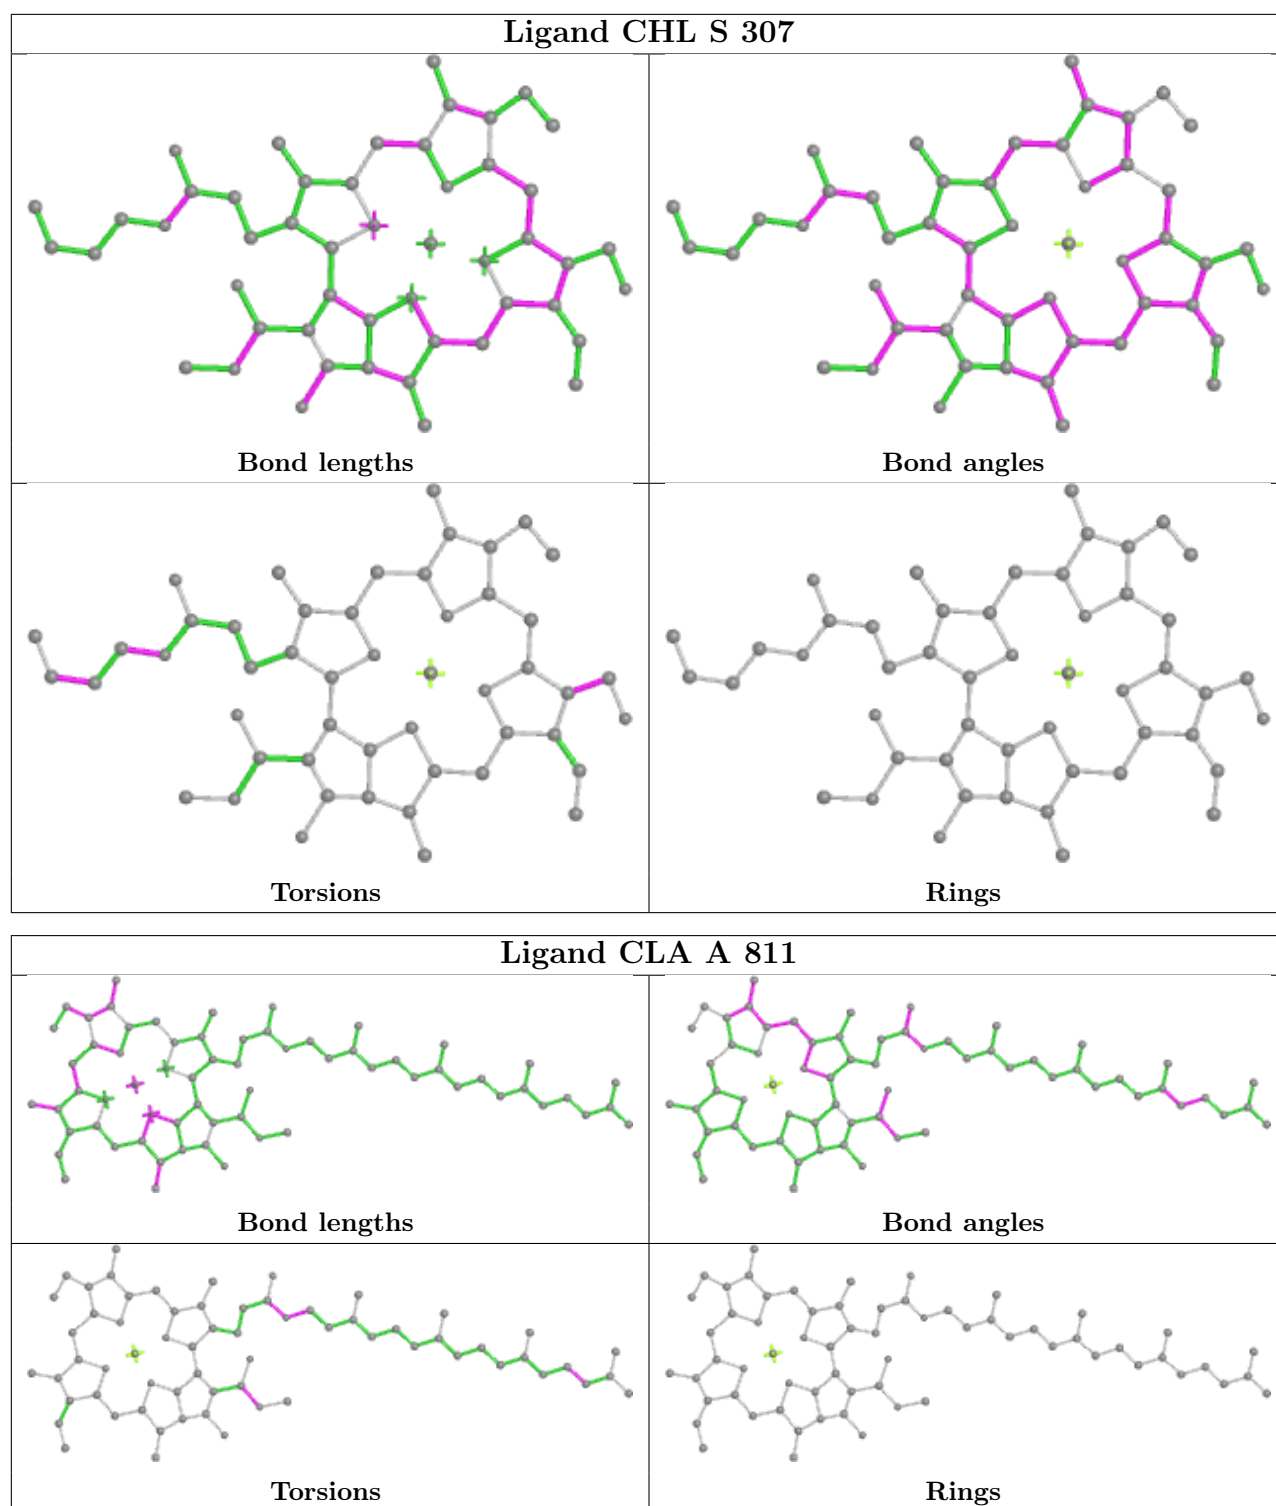 Ligand CHL S 307
Bond lengths
Bond angles
Torsions
Rings
Ligand CLA A 811
Bond lengths
Bond angles
Torsions
Rings